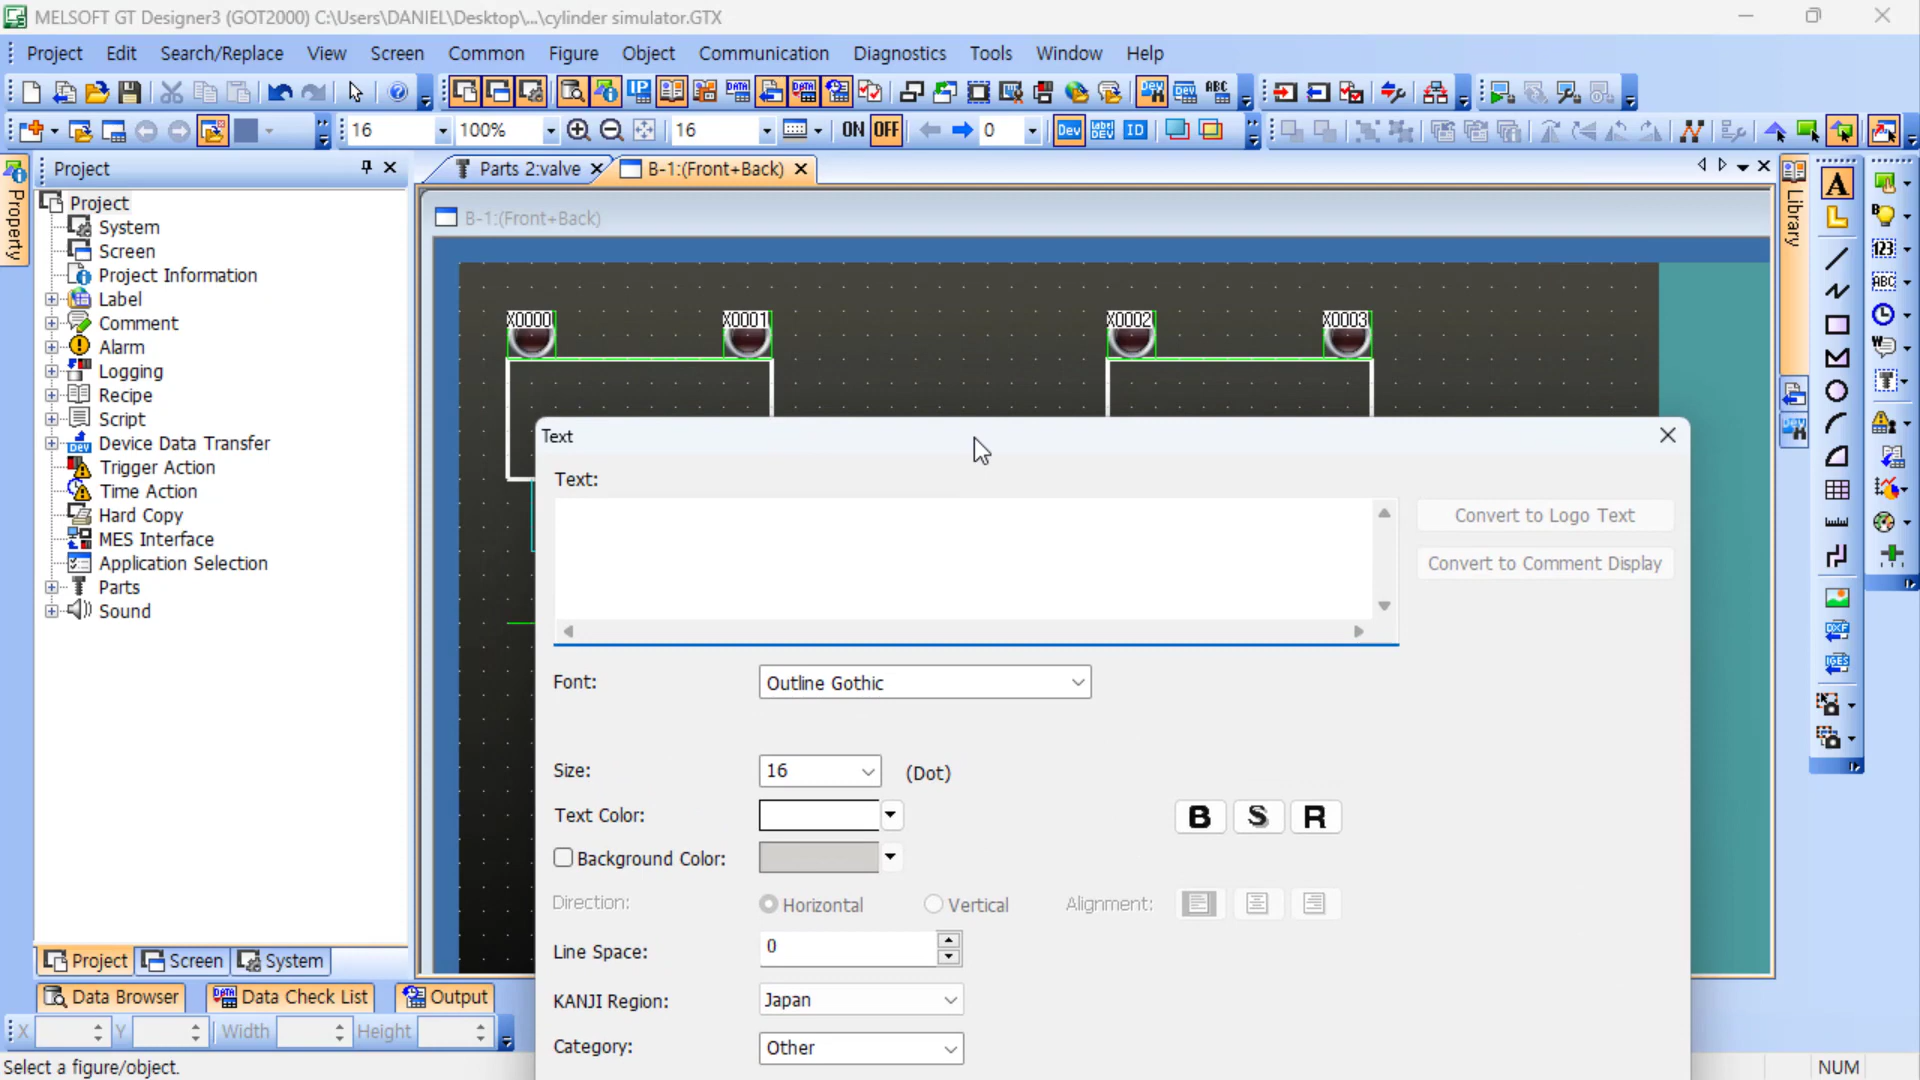 MELSOFT GT Designer3 (GOT2000) C:\Users\DANIEL\Desktop\...\cylinder simulator.GTX
Project Edit Search/Replace View Screen Common Figure Object Communication Diagnostics Tools Window Help
16 100% 16 ON OFF 0 Dev ID
Project
Parts 2:valve
B-1:(Front+Back)
Property
Library
B-1:(Front+Back)
Project
System
Screen
Project Information
Label
Comment
Alarm
Logging
Recipe
Script
Device Data Transfer
Trigger Action
Time Action
Hard Copy
MES Interface
Application Selection
Parts
Sound
X0000 X0001 X0002 X0003
Text
Text:
Convert to Logo Text
Convert to Comment Display
Font: Outline Gothic
Size: 16 (Dot)
Text Color: B S R
Background Color:
Direction: Horizontal Vertical Alignment:
Line Space: 0
KANJI Region: Japan
Category: Other
Project Screen System
Data Browser Data Check List Output
X Y Width Height
Select a figure/object.
NUM